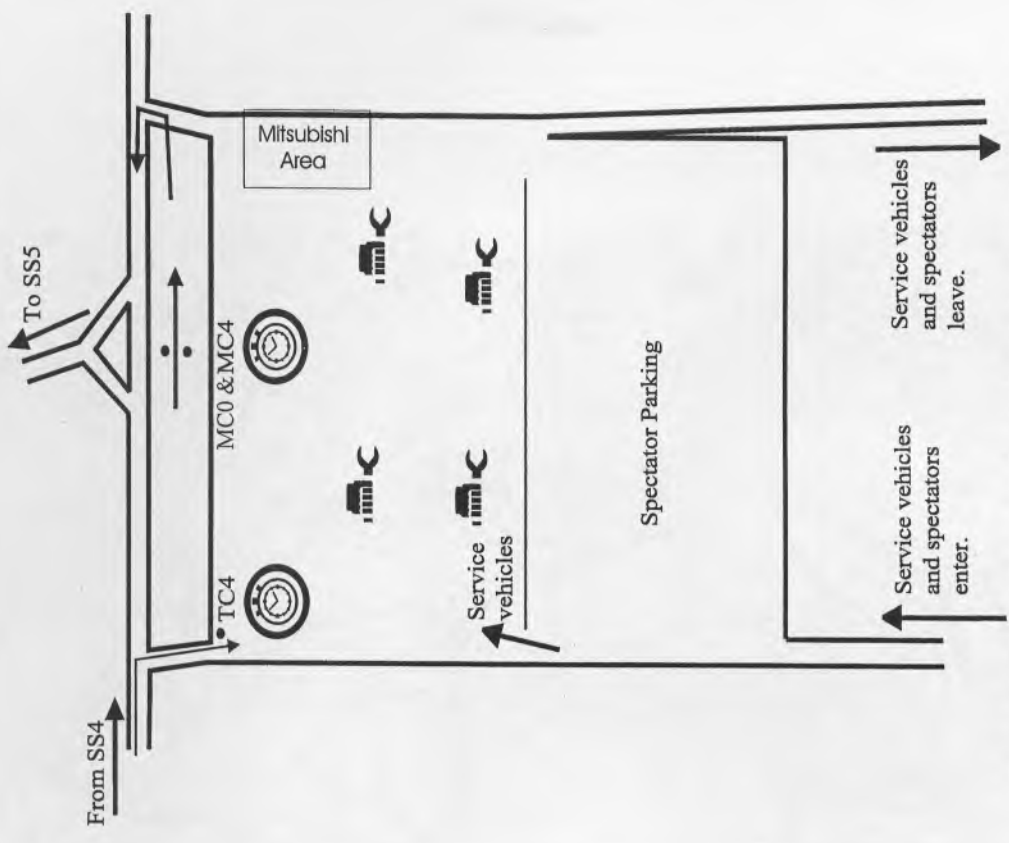 To SS5
From SS4
Mitsubishi
Area
MC0 & MC4
TC4
Service
vehicles
Spectator Parking
Service vehicles
and spectators
enter.
Service vehicles
and spectators
leave.